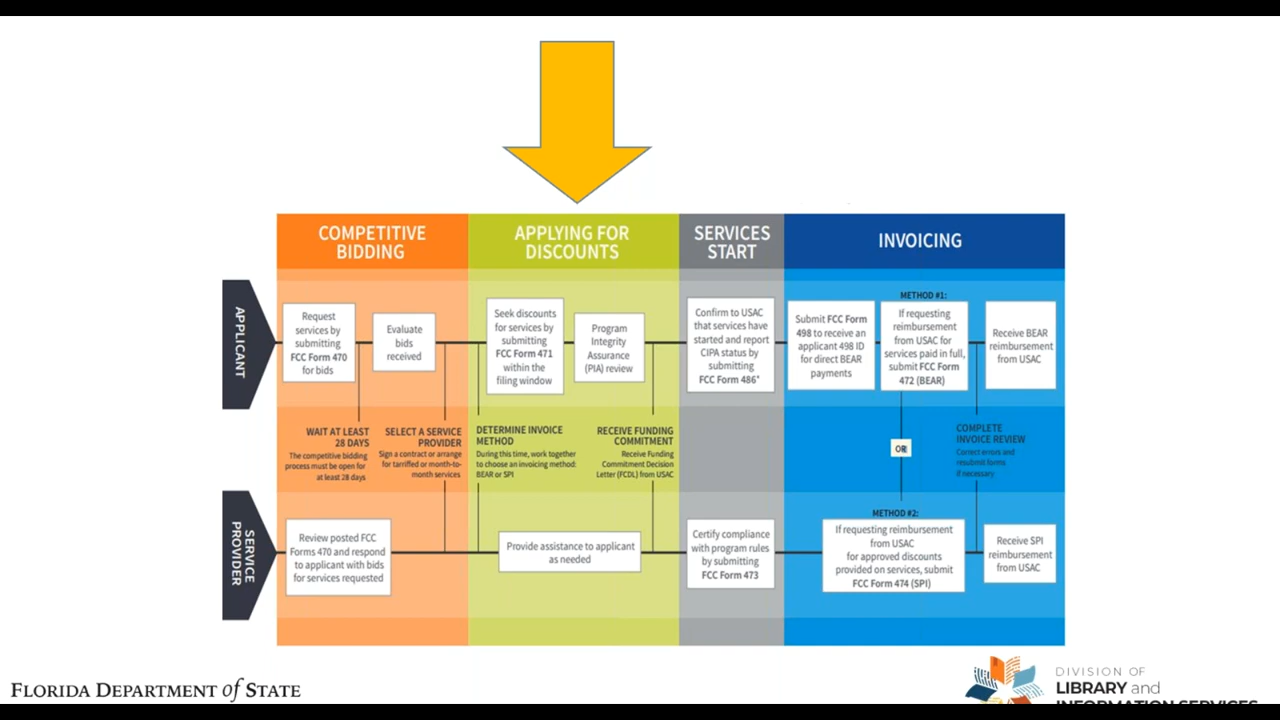 COMPETITIVE
BIDDING
APPLYING FOR
DISCOUNTS
SERVICES
START
INVOICING
APPLICANT
Request
services by
submitting
FCC Form 470
for bids
Evaluate
bids
received
Seek discounts
for services by
submitting
FCC Form 471
within the
filing window
Program
Integrity
Assurance
(PIA) review
Confirm to USAC
that services have
started and report
CIPA status by
submitting
FCC Form 486*
Submit FCC Form
498 to receive an
applicant 498 ID
for direct BEAR
payments
METHOD #1:
If requesting
reimbursement
from USAC for
services paid in full,
submit FCC Form
472 (BEAR)
Receive BEAR
reimbursement
from USAC
WAIT AT LEAST
28 DAYS
The competitive bidding
process must be open for
at least 28 days
SELECT A SERVICE
PROVIDER
Sign a contract or arrange
for tarriffed or month-to-
month services
DETERMINE INVOICE
METHOD
During this time, work together
to choose an invoicing method:
BEAR or SPI
RECEIVE FUNDING
COMMITMENT
Receive Funding
Commitment Decision
Letter (FCDL) from USAC
OR
COMPLETE
INVOICE REVIEW
Correct errors and
resubmit forms
if necessary
SERVICE
PROVIDER
Review posted FCC
Forms 470 and respond
to applicant with bids
for services requested
Provide assistance to applicant
as needed
Certify compliance
with program rules
by submitting
FCC Form 473
METHOD #2:
If requesting reimbursement
from USAC
for approved discounts
provided on services, submit
FCC Form 474 (SPI)
Receive SPI
reimbursement
from USAC
FLORIDA DEPARTMENT of STATE
DIVISION OF
LIBRARY and
INFORMATION SERVICES